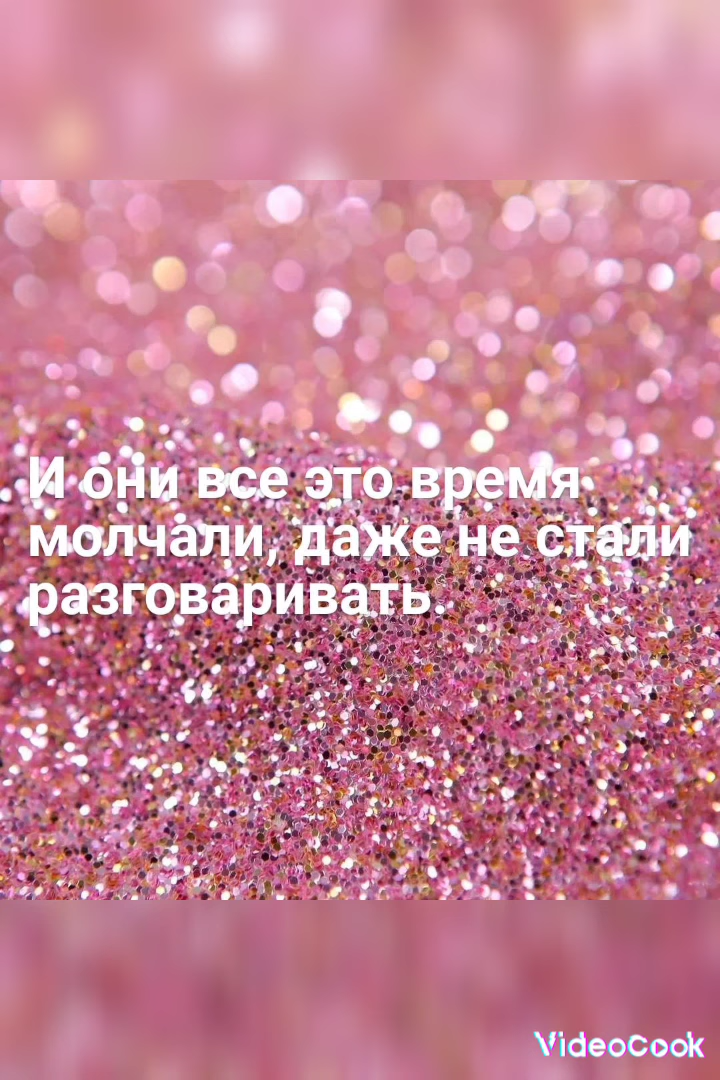 И они все это время
молчали, даже не стали
разговаривать.
VideoCook